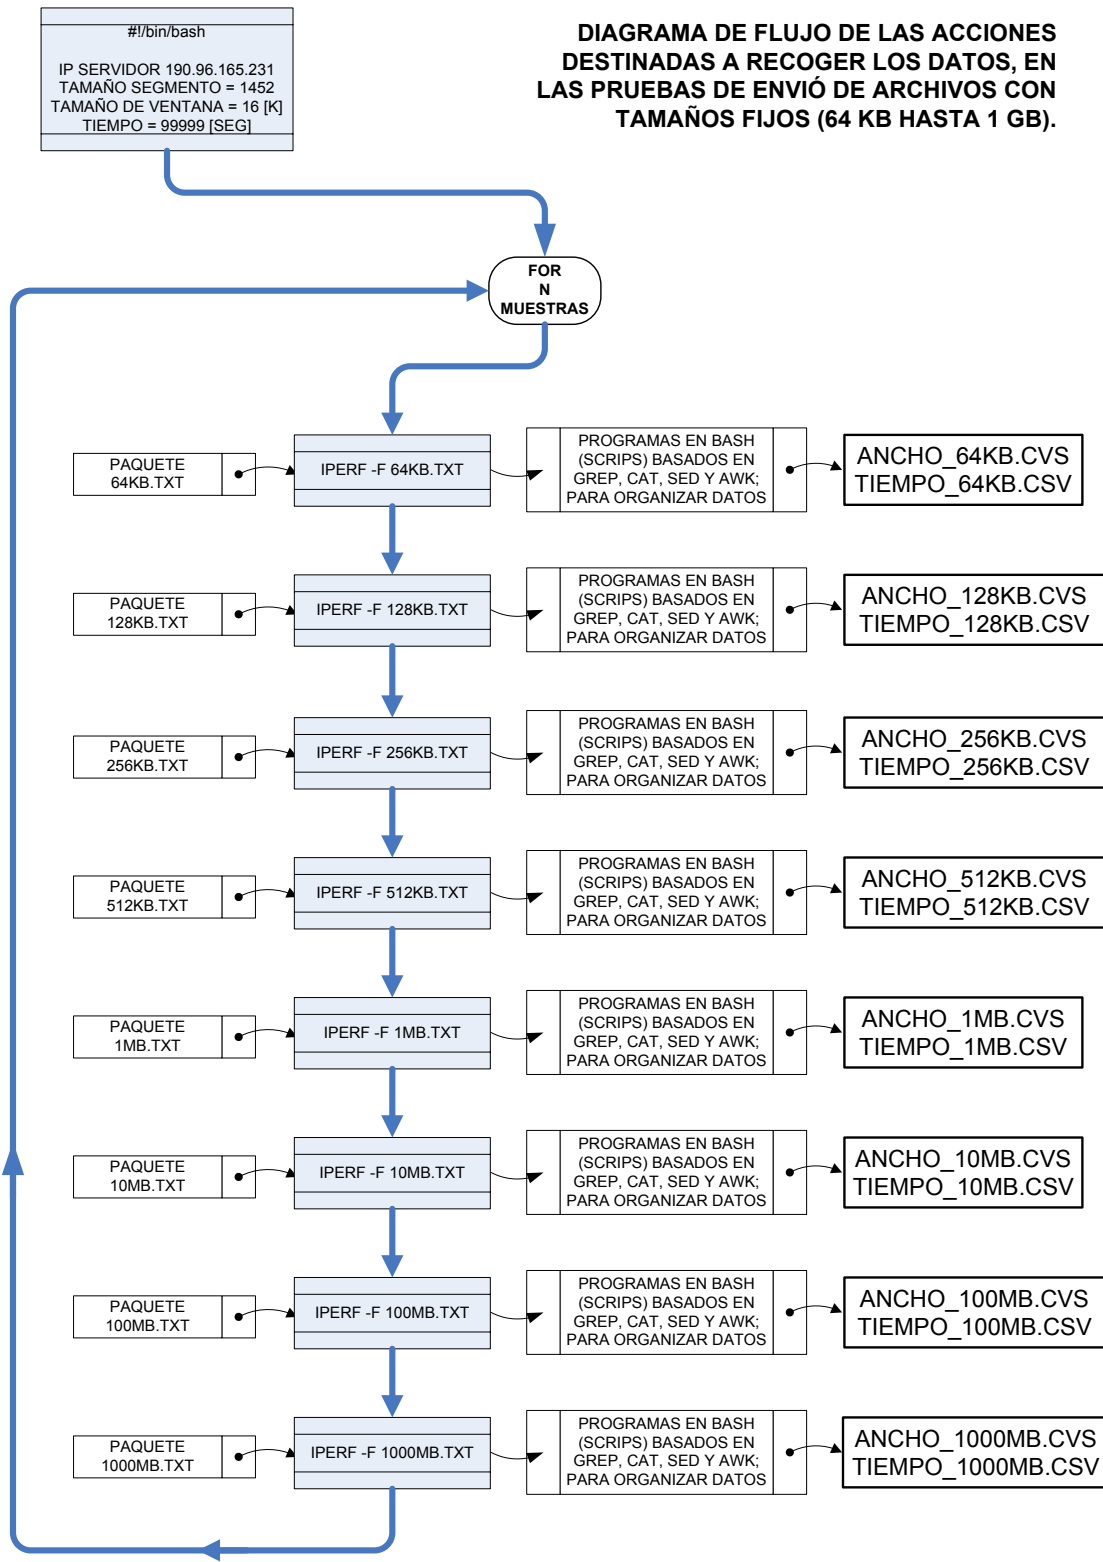 #!/bin/bash
IP SERVIDOR 190.96.165.231
TAMAÑO SEGMENTO = 1452
TAMAÑO DE VENTANA = 16 [K]
TIEMPO = 99999 [SEG]
DIAGRAMA DE FLUJO DE LAS ACCIONES
DESTINADAS A RECOGER LOS DATOS, EN
LAS PRUEBAS DE ENVIÓ DE ARCHIVOS CON
TAMAÑOS FIJOS (64 KB HASTA 1 GB).
FOR
N
MUESTRAS
PAQUETE
64KB.TXT
IPERF -F 64KB.TXT
PROGRAMAS EN BASH
(SCRIPS) BASADOS EN
GREP, CAT, SED Y AWK;
PARA ORGANIZAR DATOS
ANCHO_64KB.CVS
TIEMPO_64KB.CSV
PAQUETE
128KB.TXT
IPERF -F 128KB.TXT
PROGRAMAS EN BASH
(SCRIPS) BASADOS EN
GREP, CAT, SED Y AWK;
PARA ORGANIZAR DATOS
ANCHO_128KB.CVS
TIEMPO_128KB.CSV
PAQUETE
256KB.TXT
IPERF -F 256KB.TXT
PROGRAMAS EN BASH
(SCRIPS) BASADOS EN
GREP, CAT, SED Y AWK;
PARA ORGANIZAR DATOS
ANCHO_256KB.CVS
TIEMPO_256KB.CSV
PAQUETE
512KB.TXT
IPERF -F 512KB.TXT
PROGRAMAS EN BASH
(SCRIPS) BASADOS EN
GREP, CAT, SED Y AWK;
PARA ORGANIZAR DATOS
ANCHO_512KB.CVS
TIEMPO_512KB.CSV
PAQUETE
1MB.TXT
IPERF -F 1MB.TXT
PROGRAMAS EN BASH
(SCRIPS) BASADOS EN
GREP, CAT, SED Y AWK;
PARA ORGANIZAR DATOS
ANCHO_1MB.CVS
TIEMPO_1MB.CSV
PAQUETE
10MB.TXT
IPERF -F 10MB.TXT
PROGRAMAS EN BASH
(SCRIPS) BASADOS EN
GREP, CAT, SED Y AWK;
PARA ORGANIZAR DATOS
ANCHO_10MB.CVS
TIEMPO_10MB.CSV
PAQUETE
100MB.TXT
IPERF -F 100MB.TXT
PROGRAMAS EN BASH
(SCRIPS) BASADOS EN
GREP, CAT, SED Y AWK;
PARA ORGANIZAR DATOS
ANCHO_100MB.CVS
TIEMPO_100MB.CSV
PAQUETE
1000MB.TXT
IPERF -F 1000MB.TXT
PROGRAMAS EN BASH
(SCRIPS) BASADOS EN
GREP, CAT, SED Y AWK;
PARA ORGANIZAR DATOS
ANCHO_1000MB.CVS
TIEMPO_1000MB.CSV